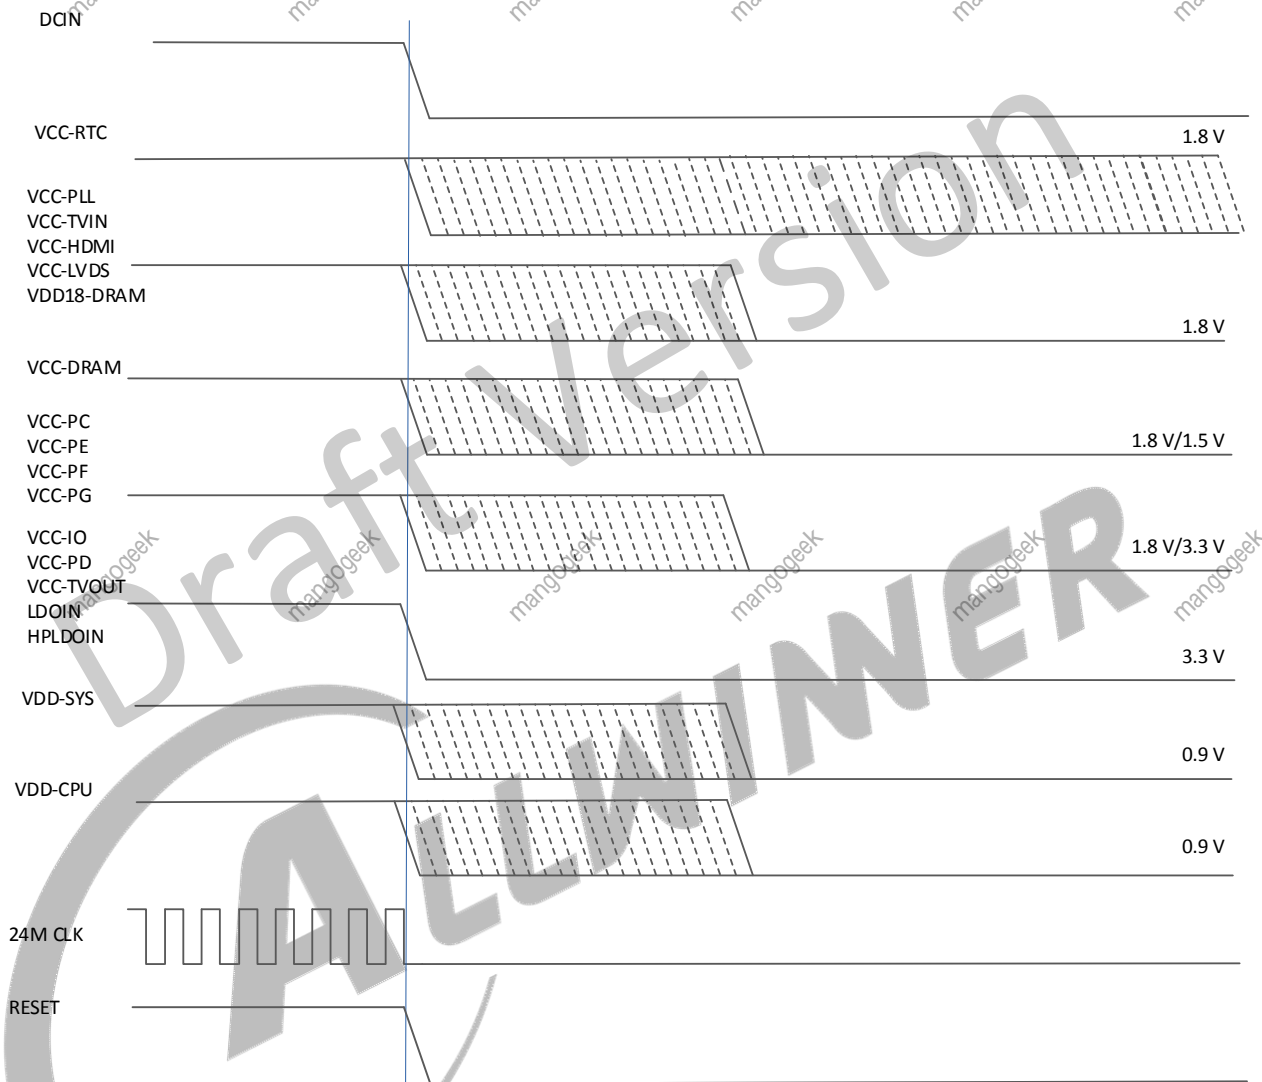 DCIN
VCC-RTC
1.8 V
VCC-PLL
VCC-TVIN
VCC-HDMI
VCC-LVDS
VDD18-DRAM
1.8 V
VCC-DRAM
1.8 V/1.5 V
VCC-PC
VCC-PE
VCC-PF
VCC-PG
1.8 V/3.3 V
VCC-IO
VCC-PD
VCC-TVOUT
LDOIN
HPLDOIN
3.3 V
VDD-SYS
0.9 V
VDD-CPU
0.9 V
24M CLK
RESET
Draft Version
ALLWINNER
mangogeek
mangogeek
mangogeek
mangogeek
mangogeek
mangogeek